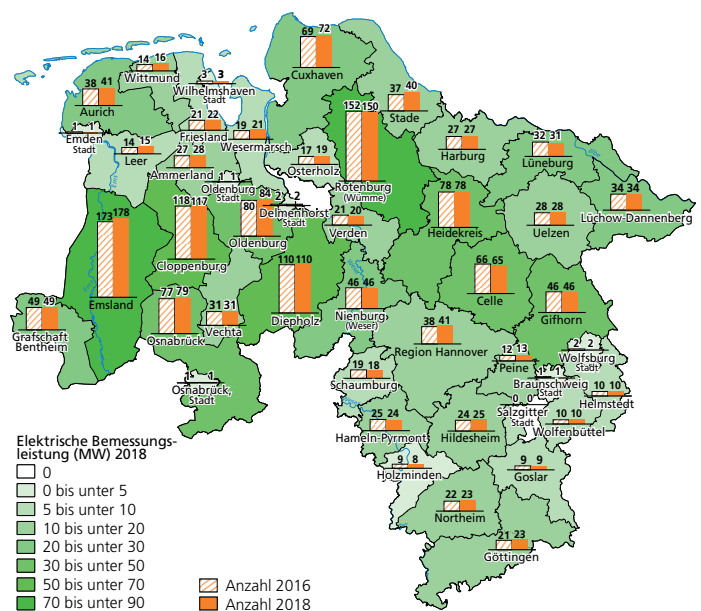 69 72
Cuxhaven
14 16
Wittmund
3 3
Wilhelmshaven
Stadt
38 41
Aurich
37 40
Stade
152 150
Rotenburg
(Wümme)
1 1
Emden
Stadt
21 22
Friesland
19 21
Wesermarsch
14 15
Leer
27 28
Ammerland
17 19
Osterholz
27 27
Harburg
32 31
Lüneburg
1 1
Oldenburg
Stadt
2 2
Delmenhorst
Stadt
34 34
Lüchow-Dannenberg
173 178
Emsland
118 117
Cloppenburg
80 84
Oldenburg
21 20
Verden
78 78
Heidekreis
28 28
Uelzen
110 110
Diepholz
66 65
Celle
46 46
Nienburg
(Weser)
46 46
Gifhorn
49 49
Grafschaft
Bentheim
77 79
Osnabrück
31 31
Vechta
38 41
Region Hannover
12 13
Peine
2 2
Wolfsburg
Stadt
1 1
Osnabrück,
Stadt
19 18
Schaumburg
1 1
Braunschweig
Stadt
10 10
Helmstedt
0 0
Salzgitter
Stadt
10 10
Wolfenbüttel
25 24
Hameln-Pyrmont
24 25
Hildesheim
9 8
Holzminden
9 9
Goslar
22 23
Northeim
21 23
Göttingen
Elektrische Bemessungs-
leistung (MW) 2018
0
0 bis unter 5
5 bis unter 10
10 bis unter 20
20 bis unter 30
30 bis unter 50
50 bis unter 70
70 bis unter 90
Anzahl 2016
Anzahl 2018